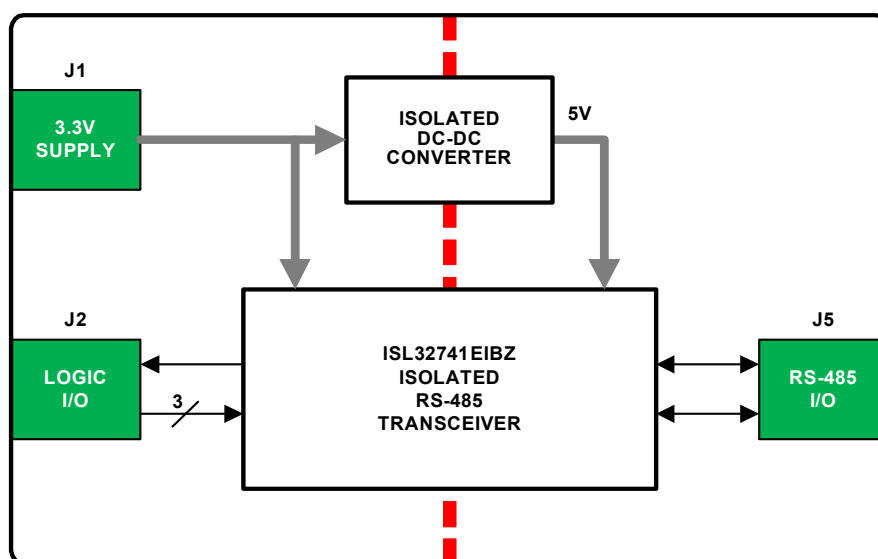 J1
3.3V
SUPPLY
ISOLATED
DC-DC
CONVERTER
5V
J2
LOGIC
I/O
3
ISL32741EIBZ
ISOLATED
RS-485
TRANSCEIVER
J5
RS-485
I/O